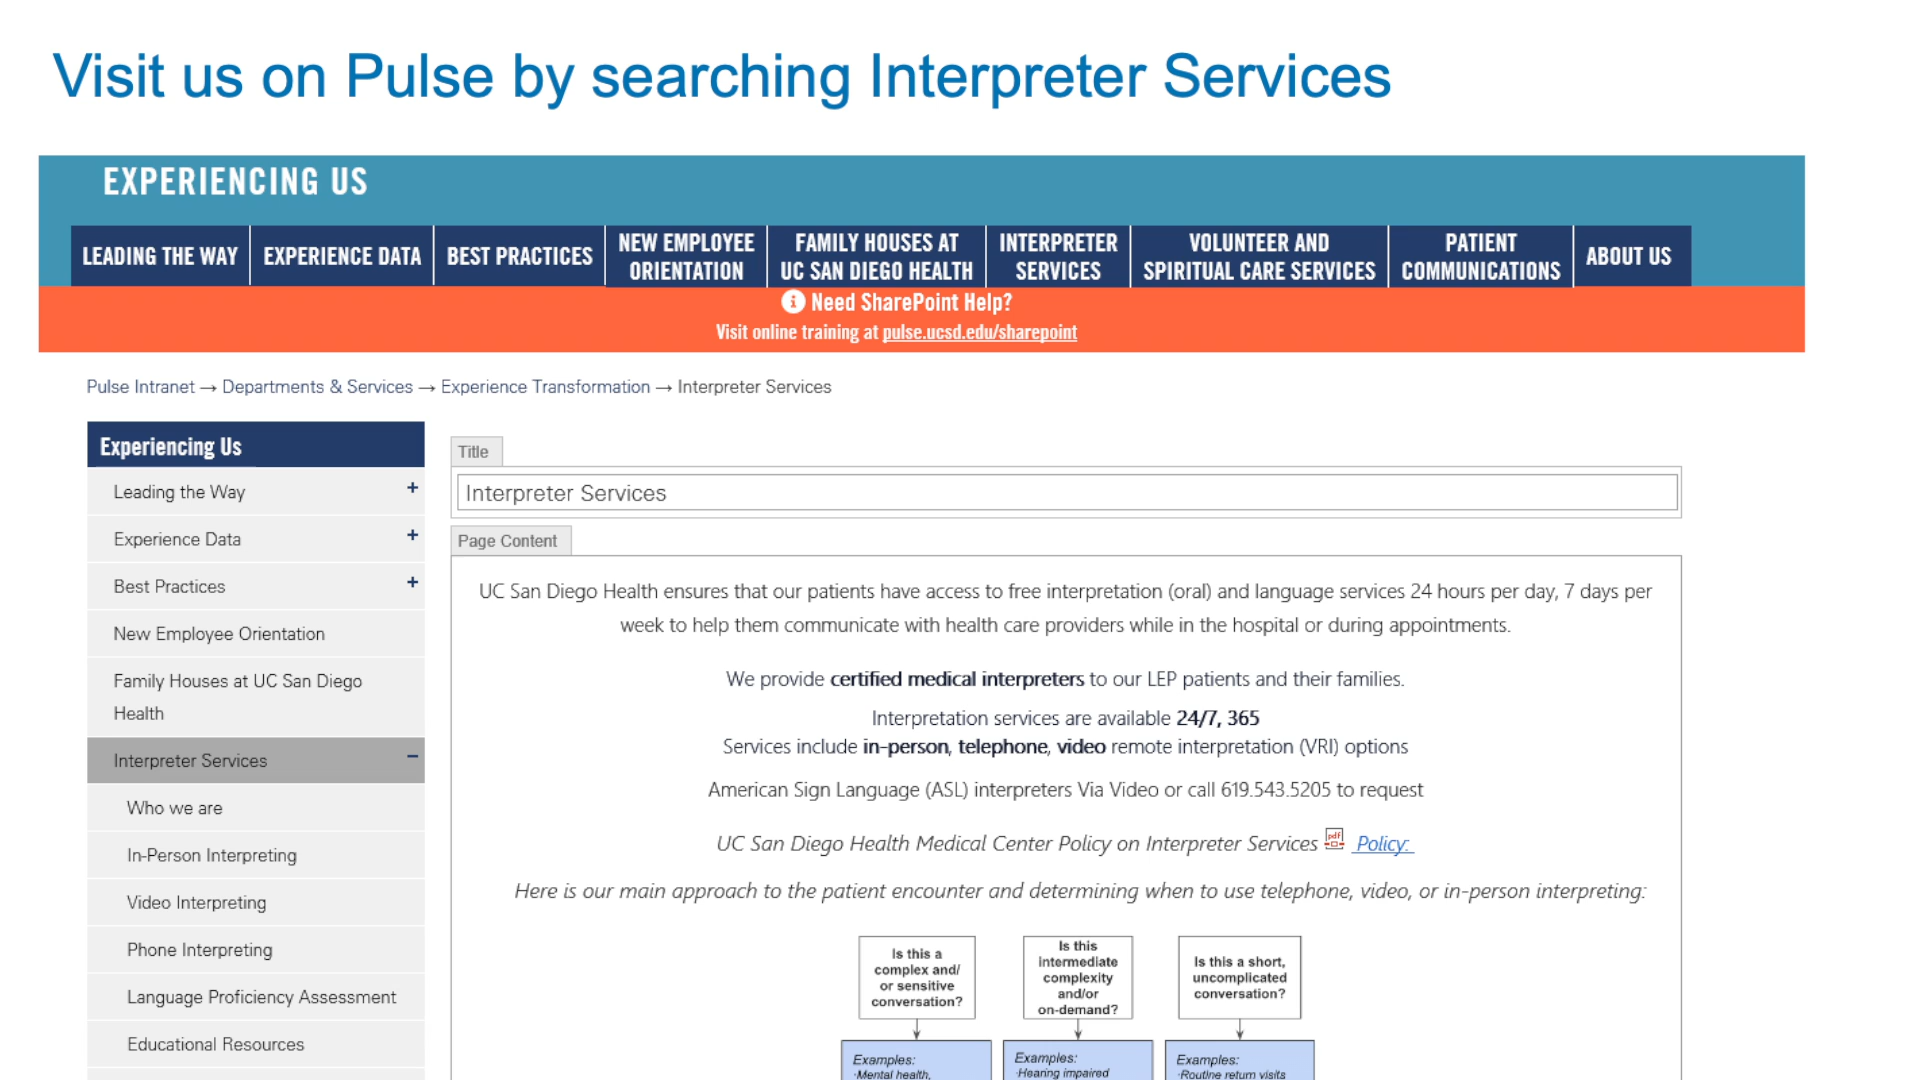 Visit us on Pulse by searching Interpreter Services
EXPERIENCING US
LEADING THE WAY
EXPERIENCE DATA
BEST PRACTICES
NEW EMPLOYEE
ORIENTATION
FAMILY HOUSES AT
UC SAN DIEGO HEALTH
INTERPRETER
SERVICES
VOLUNTEER AND
SPIRITUAL CARE SERVICES
PATIENT
COMMUNICATIONS
ABOUT US
Need SharePoint Help?
Visit online training at pulse.ucsd.edu/sharepoint
Pulse Intranet → Departments & Services → Experience Transformation → Interpreter Services
Experiencing Us
Leading the Way +
Experience Data +
Best Practices +
New Employee Orientation
Family Houses at UC San Diego
Health
Interpreter Services −
Who we are
In-Person Interpreting
Video Interpreting
Phone Interpreting
Language Proficiency Assessment
Educational Resources
Title
Interpreter Services
Page Content
UC San Diego Health ensures that our patients have access to free interpretation (oral) and language services 24 hours per day, 7 days per
week to help them communicate with health care providers while in the hospital or during appointments.
We provide certified medical interpreters to our LEP patients and their families.
Interpretation services are available 24/7, 365
Services include in-person, telephone, video remote interpretation (VRI) options
American Sign Language (ASL) interpreters Via Video or call 619.543.5205 to request
UC San Diego Health Medical Center Policy on Interpreter Services pdf Policy:
Here is our main approach to the patient encounter and determining when to use telephone, video, or in-person interpreting:
Is this a
complex and/
or sensitive
conversation?
Is this
intermediate
complexity
and/or
on-demand?
Is this a short,
uncomplicated
conversation?
Examples:
·Mental health,
Examples:
·Hearing impaired
Examples:
·Routine return visits